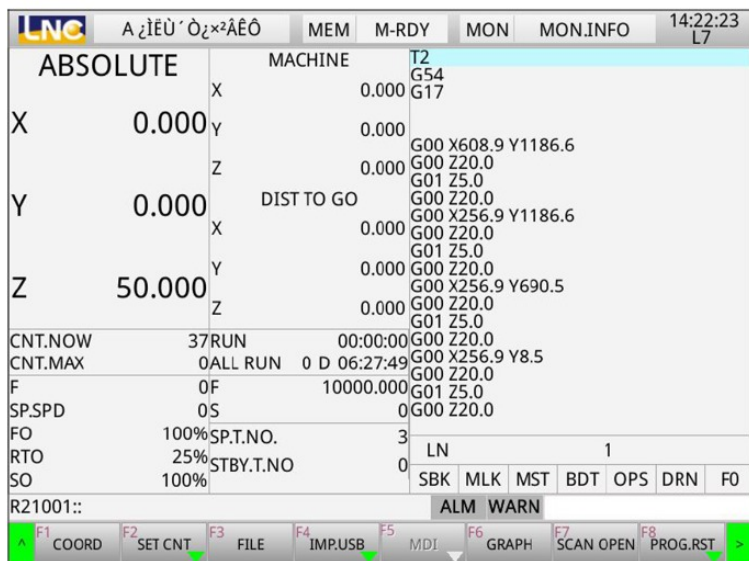 LNC A ¿ÌËÙ´Ò¿×²ÂÊÔ MEM M-RDY MON MON.INFO 14:22:23
L7
ABSOLUTE
X 0.000
Y 0.000
Z 50.000
MACHINE
X 0.000
Y 0.000
Z 0.000
DIST TO GO
X 0.000
Y 0.000
Z 0.000
T2
G54
G17
G00 X608.9 Y1186.6
G00 Z20.0
G01 Z5.0
G00 Z20.0
G00 X256.9 Y1186.6
G00 Z20.0
G01 Z5.0
G00 Z20.0
G00 X256.9 Y690.5
G00 Z20.0
G01 Z5.0
G00 Z20.0
G00 X256.9 Y8.5
G00 Z20.0
G01 Z5.0
G00 Z20.0
CNT.NOW 37
CNT.MAX 0
RUN 00:00:00
ALL RUN 0 D 06:27:49
F 0
SP.SPD 0
F 10000.000
S 0
FO 100%
RTO 25%
SO 100%
SP.T.NO. 3
STBY.T.NO 0
LN 1
SBK MLK MST BDT OPS DRN F0
R21001::
ALM WARN
^ F1 COORD F2 SET CNT F3 FILE F4 IMP.USB F5 MDI F6 GRAPH F7 SCAN OPEN F8 PROG.RST >